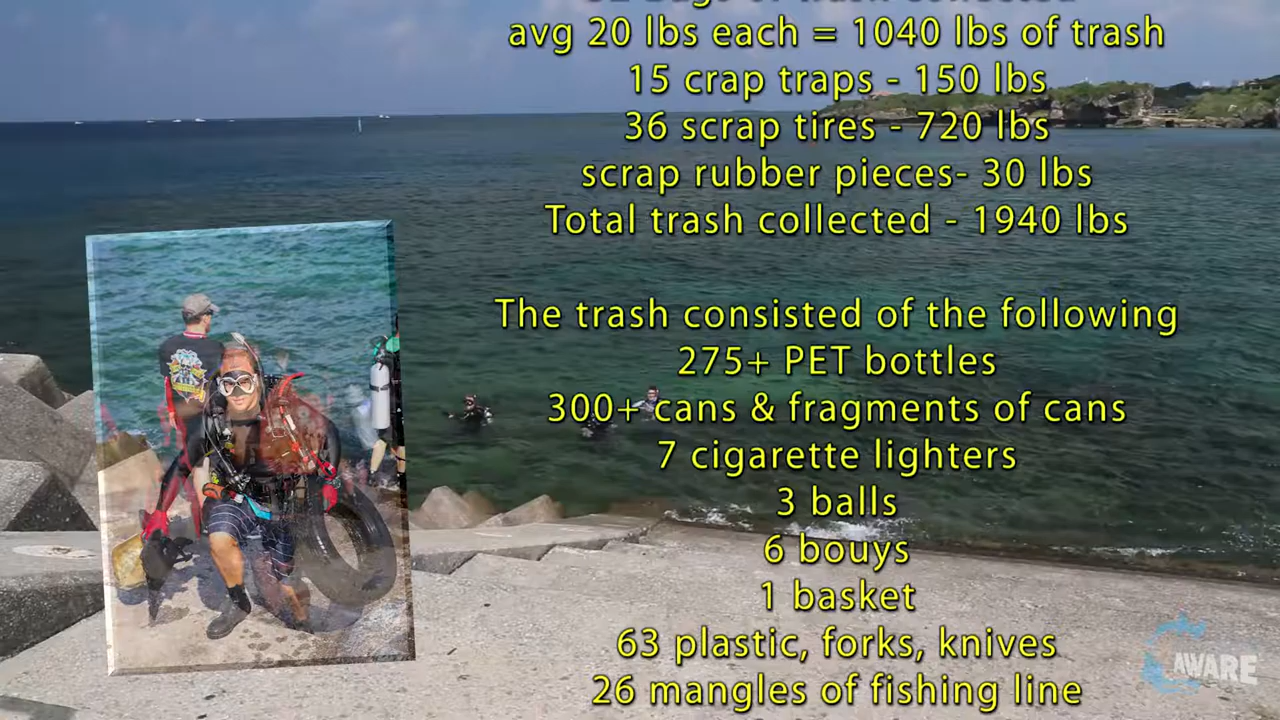 avg 20 lbs each = 1040 lbs of trash
15 crap traps - 150 lbs
36 scrap tires - 720 lbs
scrap rubber pieces- 30 lbs
Total trash collected - 1940 lbs
The trash consisted of the following
275+ PET bottles
300+ cans & fragments of cans
7 cigarette lighters
3 balls
6 bouys
1 basket
63 plastic, forks, knives
26 mangles of fishing line
AWARE